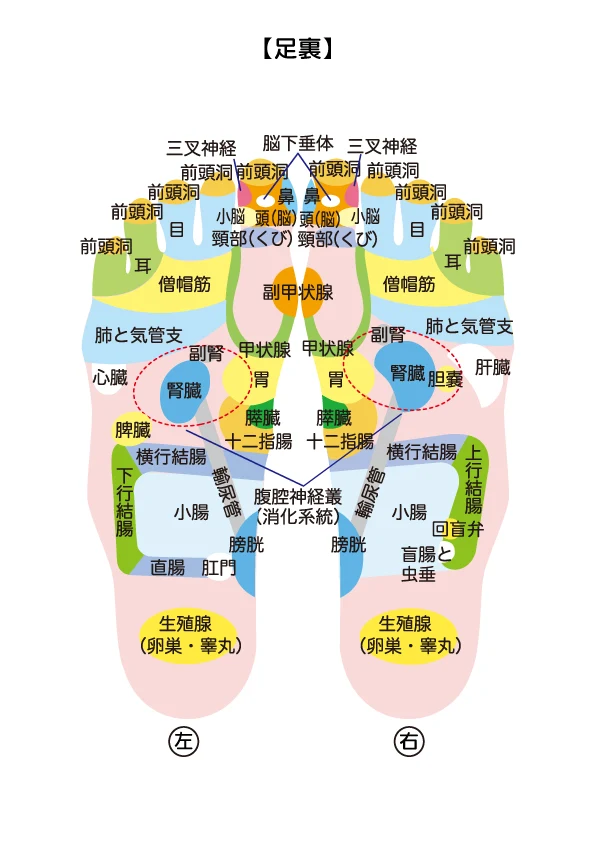 【足裏】
脳下垂体
三叉神経
三叉神経
前頭洞
前頭洞
前頭洞
前頭洞
前頭洞
前頭洞
前頭洞
前頭洞
前頭洞
前頭洞
鼻
鼻
小脳
頭(脳)
頭(脳)
小脳
目
目
頸部(くび)
頸部(くび)
耳
耳
僧帽筋
副甲状腺
僧帽筋
肺と気管支
肺と気管支
副腎
甲状腺
甲状腺
副腎
心臓
腎臓
胃
胃
腎臓
胆嚢
肝臓
脾臓
膵臓
膵臓
十二指腸
十二指腸
横行結腸
横行結腸
下行結腸
上行結腸
輸尿管
輸尿管
腹腔神経叢
(消化系統)
小腸
小腸
回盲弁
膀胱
膀胱
盲腸と
虫垂
直腸
肛門
生殖腺
(卵巣・睾丸)
生殖腺
(卵巣・睾丸)
左
右